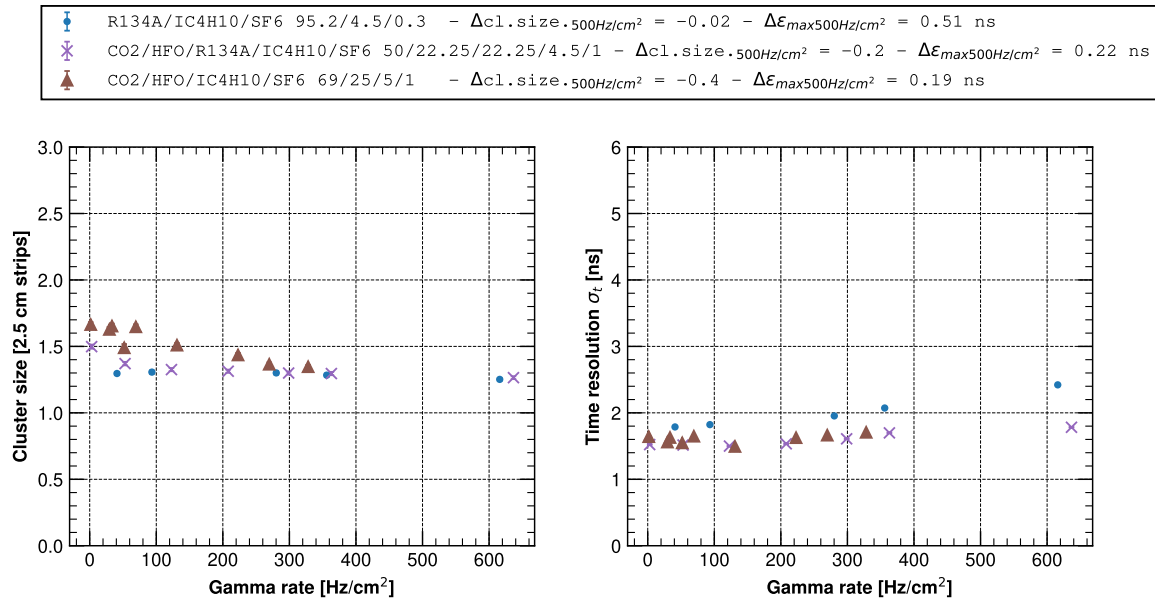 R134A/IC4H10/SF6 95.2/4.5/0.3 – Δcl.size.500Hz/cm² = −0.02 – Δε_max500Hz/cm² = 0.51 ns
CO2/HFO/R134A/IC4H10/SF6 50/22.25/22.25/4.5/1 – Δcl.size.500Hz/cm² = −0.2 – Δε_max500Hz/cm² = 0.22 ns
CO2/HFO/IC4H10/SF6 69/25/5/1 – Δcl.size.500Hz/cm² = −0.4 – Δε_max500Hz/cm² = 0.19 ns
Cluster size [2.5 cm strips]
3.0
2.5
2.0
1.5
1.0
0.5
0.0
0 100 200 300 400 500 600
Gamma rate [Hz/cm²]
Time resolution σ_t [ns]
6
5
4
3
2
1
0
0 100 200 300 400 500 600
Gamma rate [Hz/cm²]